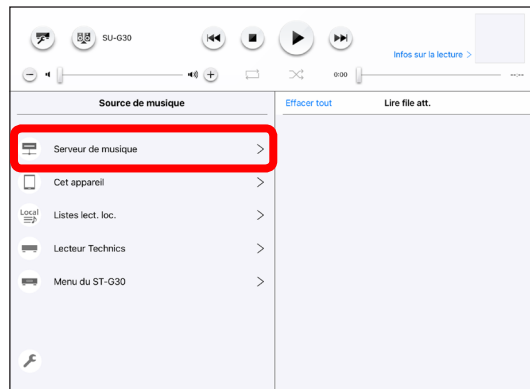 SU-G30
Infos sur la lecture >
0:00
--:--
Source de musique
Effacer tout
Lire file att.
Serveur de musique
Cet appareil
Local
Listes lect. loc.
Lecteur Technics
Menu du ST-G30